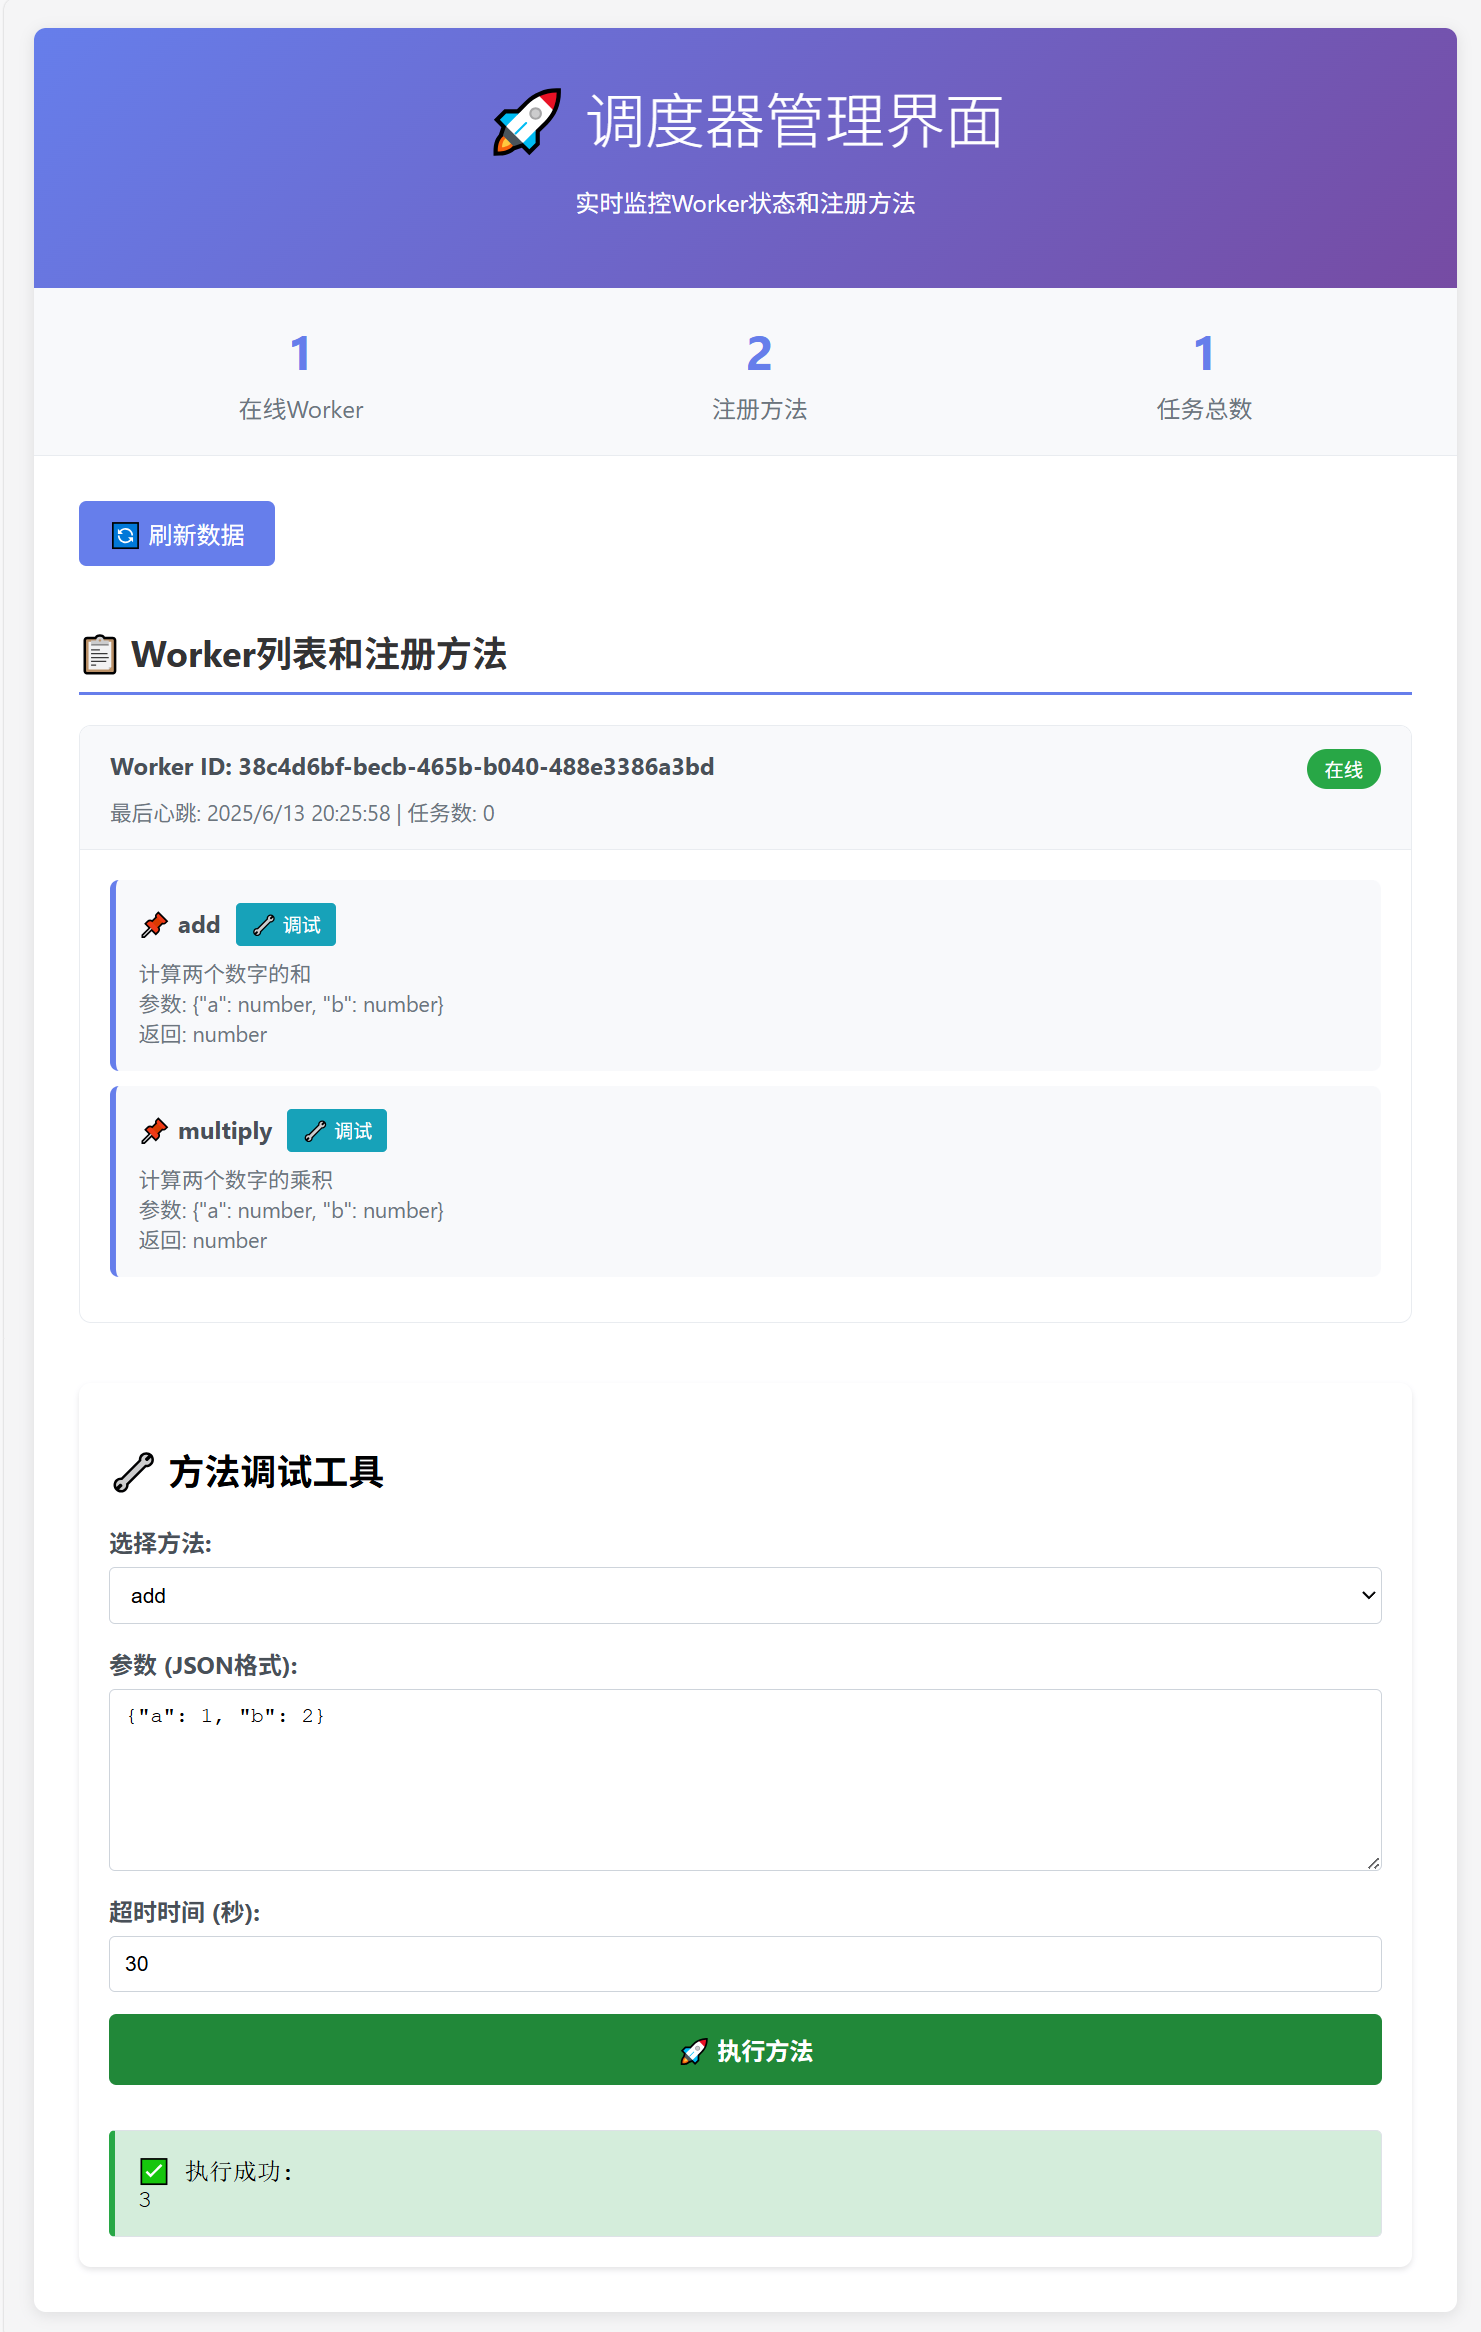 🚀 调度器管理界面
实时监控Worker状态和注册方法
1
在线Worker
2
注册方法
1
任务总数
🔄 刷新数据
📋 Worker列表和注册方法
Worker ID: 38c4d6bf-becb-465b-b040-488e3386a3bd
在线
最后心跳: 2025/6/13 20:25:58 | 任务数: 0
📌 add 🔧 调试
计算两个数字的和
参数: {"a": number, "b": number}
返回: number
📌 multiply 🔧 调试
计算两个数字的乘积
参数: {"a": number, "b": number}
返回: number
🔧 方法调试工具
选择方法:
add
参数 (JSON格式):
{"a": 1, "b": 2}
超时时间 (秒):
30
🚀 执行方法
✅ 执行成功:
3